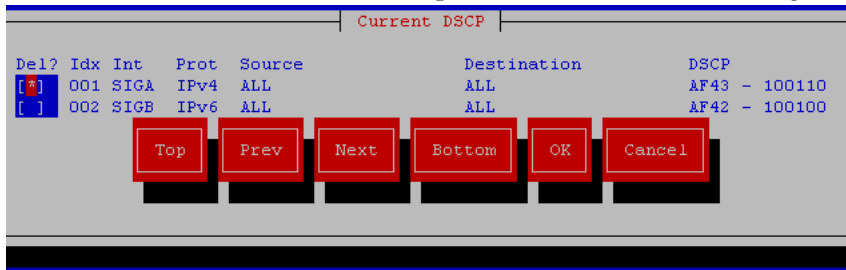 Current DSCP
Del? Idx Int Prot Source Destination DSCP
[*] 001 SIGA IPv4 ALL ALL AF43 - 100110
[ ] 002 SIGB IPv6 ALL ALL AF42 - 100100
Top Prev Next Bottom OK Cancel